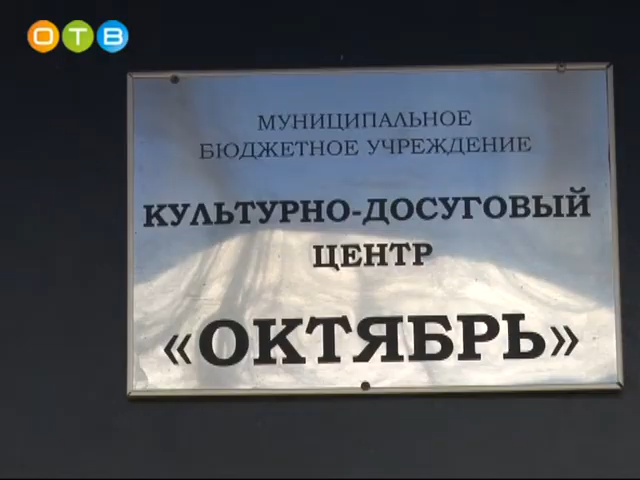 ОТВ
МУНИЦИПАЛЬНОЕ
БЮДЖЕТНОЕ УЧРЕЖДЕНИЕ
КУЛЬТУРНО-ДОСУГОВЫЙ
ЦЕНТР
«ОКТЯБРЬ»